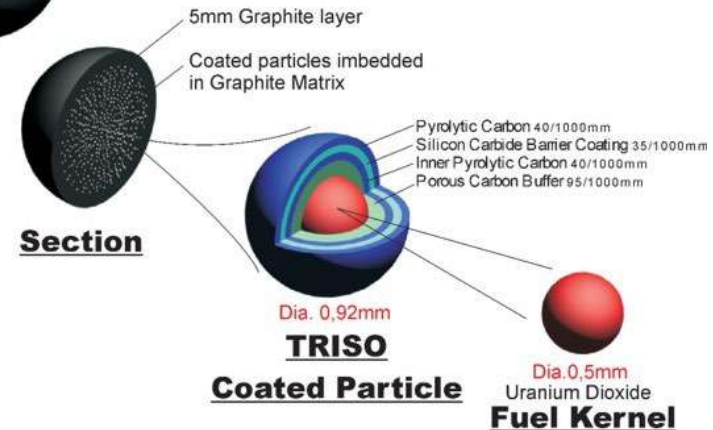 5mm Graphite layer
Coated particles imbedded
in Graphite Matrix
Section
Pyrolytic Carbon 40/1000mm
Silicon Carbide Barrier Coating 35/1000mm
Inner Pyrolytic Carbon 40/1000mm
Porous Carbon Buffer 95/1000mm
Dia. 0,92mm
TRISO
Coated Particle
Dia.0,5mm
Uranium Dioxide
Fuel Kernel